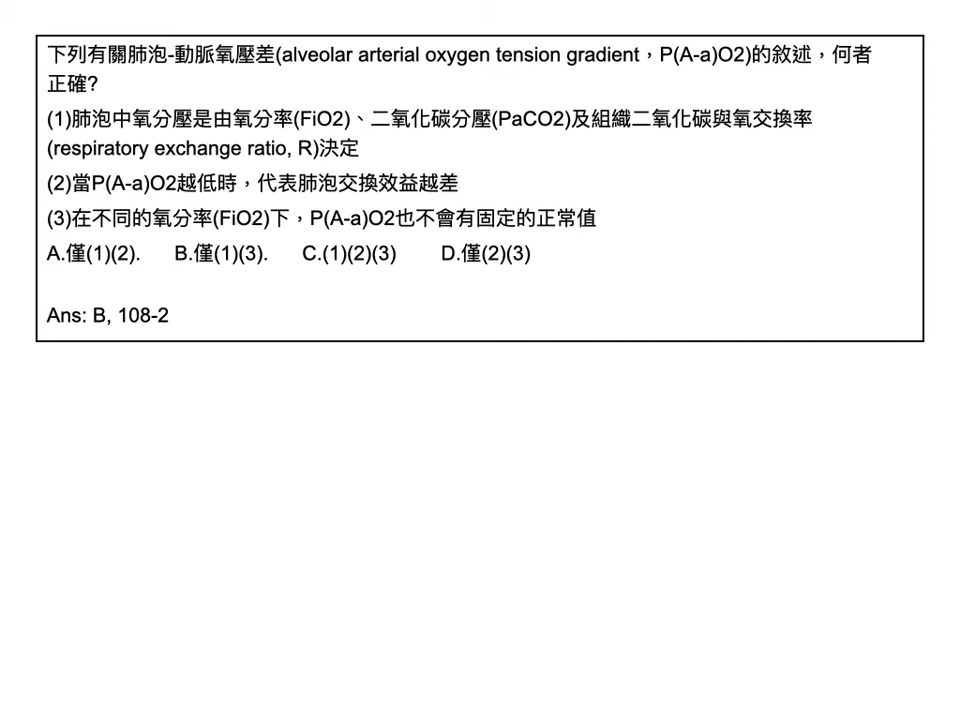 下列有關肺泡-動脈氧壓差(alveolar arterial oxygen tension gradient，P(A-a)O2)的敘述，何者
正確?
(1)肺泡中氧分壓是由氧分率(FiO2)、二氧化碳分壓(PaCO2)及組織二氧化碳與氧交換率
(respiratory exchange ratio, R)決定
(2)當P(A-a)O2越低時，代表肺泡交換效益越差
(3)在不同的氧分率(FiO2)下，P(A-a)O2也不會有固定的正常值
A.僅(1)(2). B.僅(1)(3). C.(1)(2)(3) D.僅(2)(3)
Ans: B, 108-2